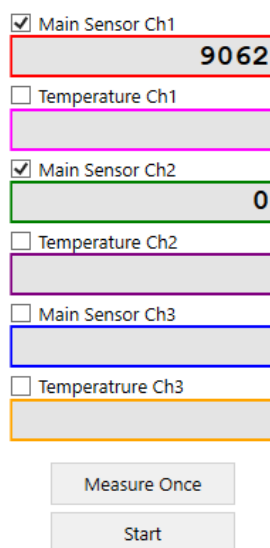 Main Sensor Ch1
9062
Temperature Ch1
Main Sensor Ch2
0
Temperature Ch2
Main Sensor Ch3
Temperatrure Ch3
Measure Once
Start